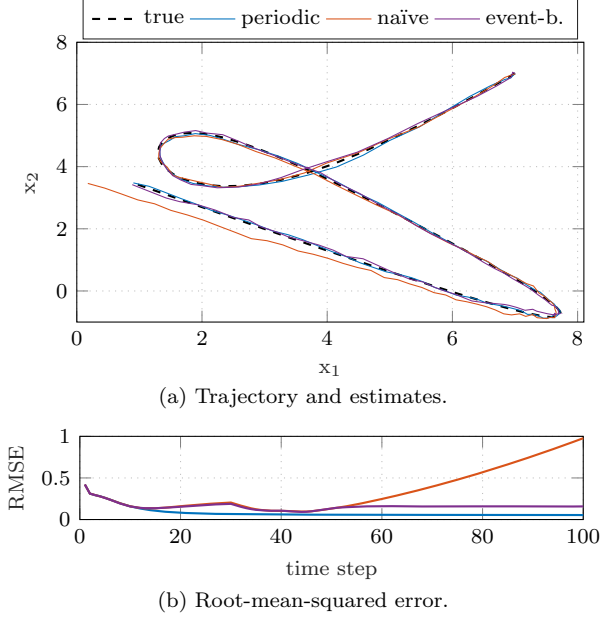 true periodic naïve event-b.
8
6
4
2
0
x2
0 2 4 6 8
x1
(a) Trajectory and estimates.
1
0.5
0
RMSE
0 20 40 60 80 100
time step
(b) Root-mean-squared error.